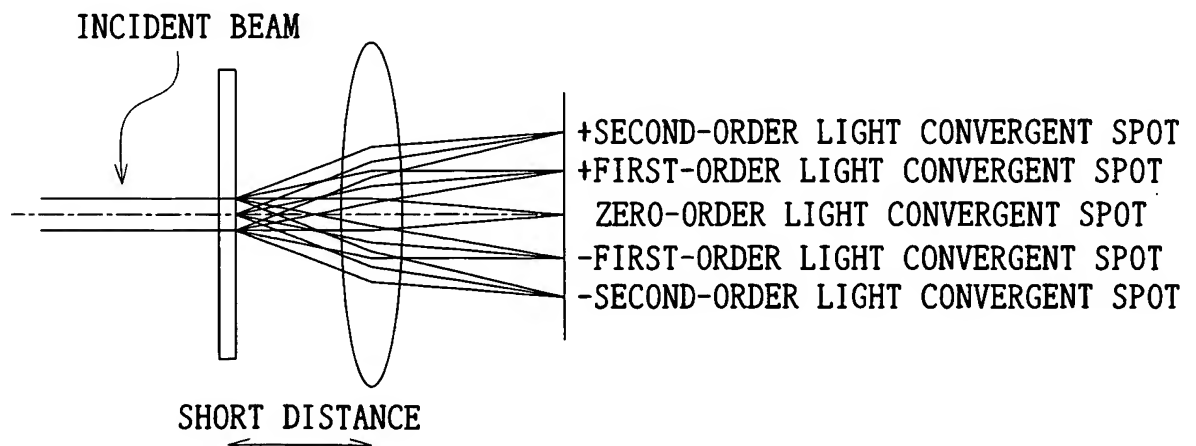 INCIDENT BEAM
+SECOND-ORDER LIGHT CONVERGENT SPOT
+FIRST-ORDER LIGHT CONVERGENT SPOT
ZERO-ORDER LIGHT CONVERGENT SPOT
-FIRST-ORDER LIGHT CONVERGENT SPOT
-SECOND-ORDER LIGHT CONVERGENT SPOT
SHORT DISTANCE